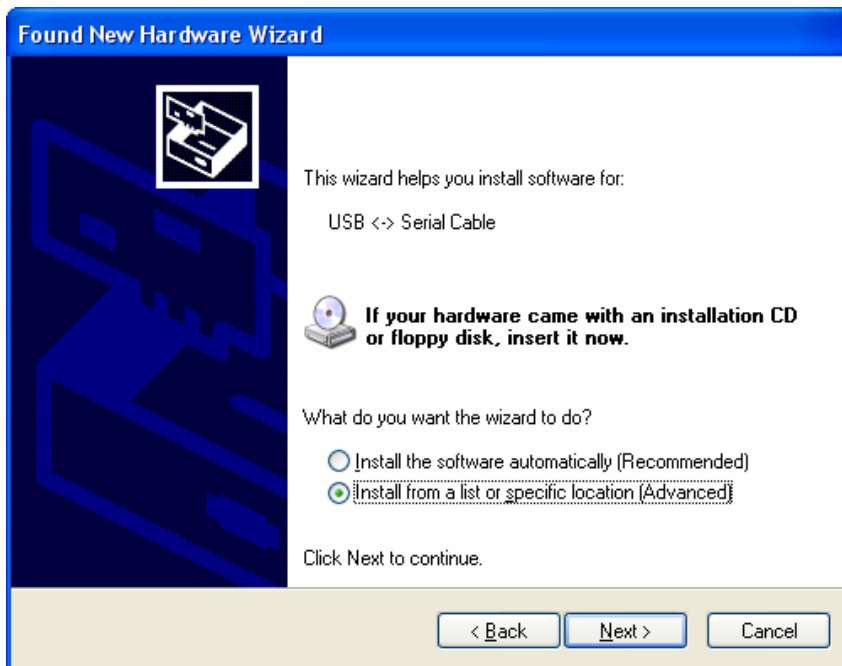 Found New Hardware Wizard
This wizard helps you install software for:
USB <-> Serial Cable
If your hardware came with an installation CD
or floppy disk, insert it now.
What do you want the wizard to do?
Install the software automatically (Recommended)
Install from a list or specific location (Advanced)
Click Next to continue.
< Back
Next >
Cancel